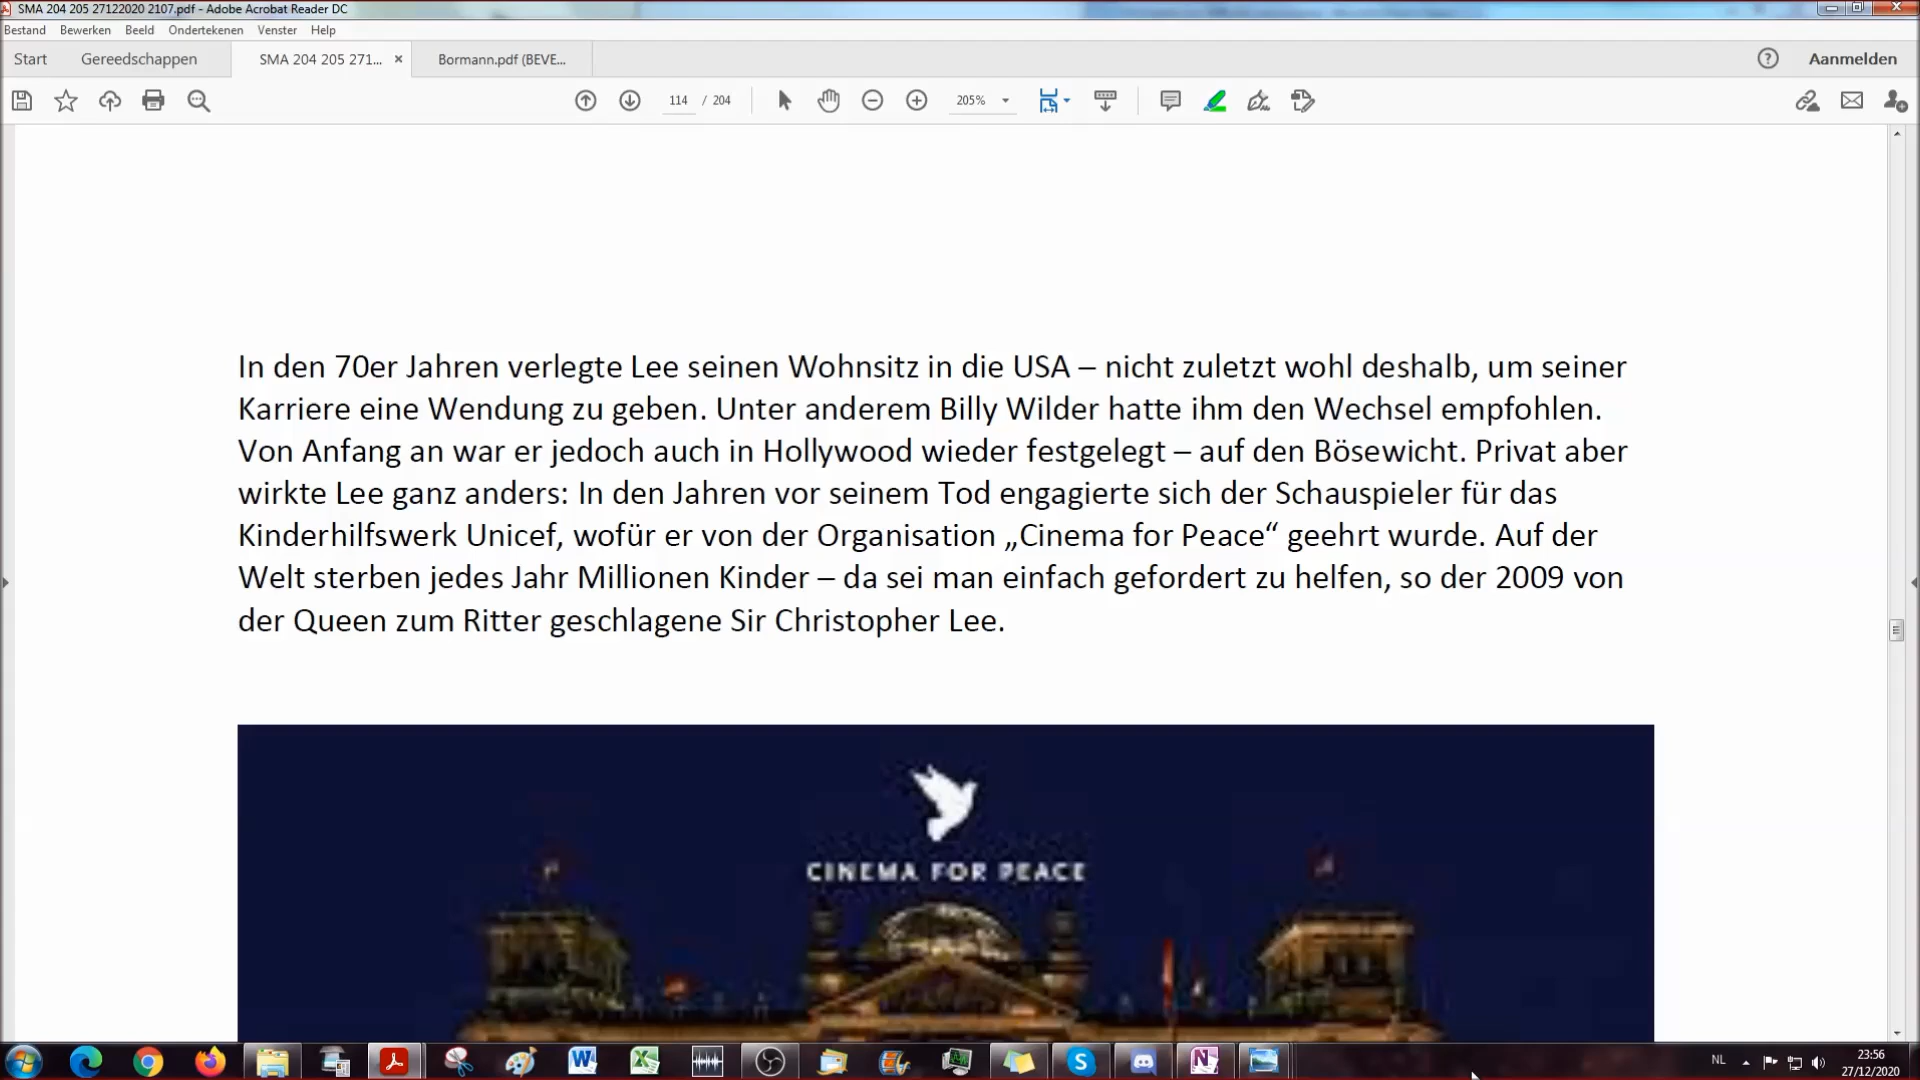 SMA 204 205 27122020 2107.pdf - Adobe Acrobat Reader DC
Bestand Bewerken Beeld Ondertekenen Venster Help
Start Gereedschappen SMA 204 205 271... × Bormann.pdf (BEVE... Aanmelden
114 / 204 205%
In den 70er Jahren verlegte Lee seinen Wohnsitz in die USA – nicht zuletzt wohl deshalb, um seiner
Karriere eine Wendung zu geben. Unter anderem Billy Wilder hatte ihm den Wechsel empfohlen.
Von Anfang an war er jedoch auch in Hollywood wieder festgelegt – auf den Bösewicht. Privat aber
wirkte Lee ganz anders: In den Jahren vor seinem Tod engagierte sich der Schauspieler für das
Kinderhilfswerk Unicef, wofür er von der Organisation „Cinema for Peace“ geehrt wurde. Auf der
Welt sterben jedes Jahr Millionen Kinder – da sei man einfach gefordert zu helfen, so der 2009 von
der Queen zum Ritter geschlagene Sir Christopher Lee.
CINEMA FOR PEACE
NL
23:56
27/12/2020